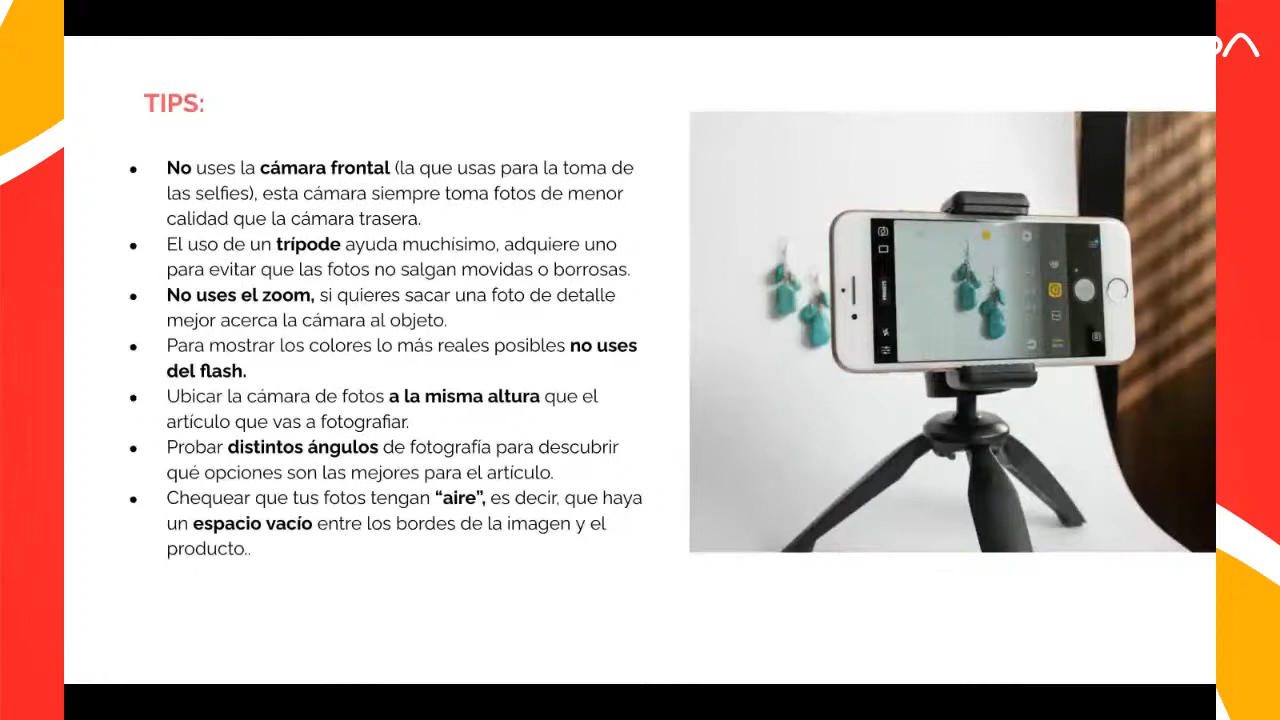 TIPS:
No uses la cámara frontal (la que usas para la toma de
las selfies), esta cámara siempre toma fotos de menor
calidad que la cámara trasera.
El uso de un trípode ayuda muchísimo, adquiere uno
para evitar que las fotos no salgan movidas o borrosas.
No uses el zoom, si quieres sacar una foto de detalle
mejor acerca la cámara al objeto.
Para mostrar los colores lo más reales posibles no uses
del flash.
Ubicar la cámara de fotos a la misma altura que el
artículo que vas a fotografiar.
Probar distintos ángulos de fotografía para descubrir
qué opciones son las mejores para el artículo.
Chequear que tus fotos tengan “aire”, es decir, que haya
un espacio vacío entre los bordes de la imagen y el
producto..